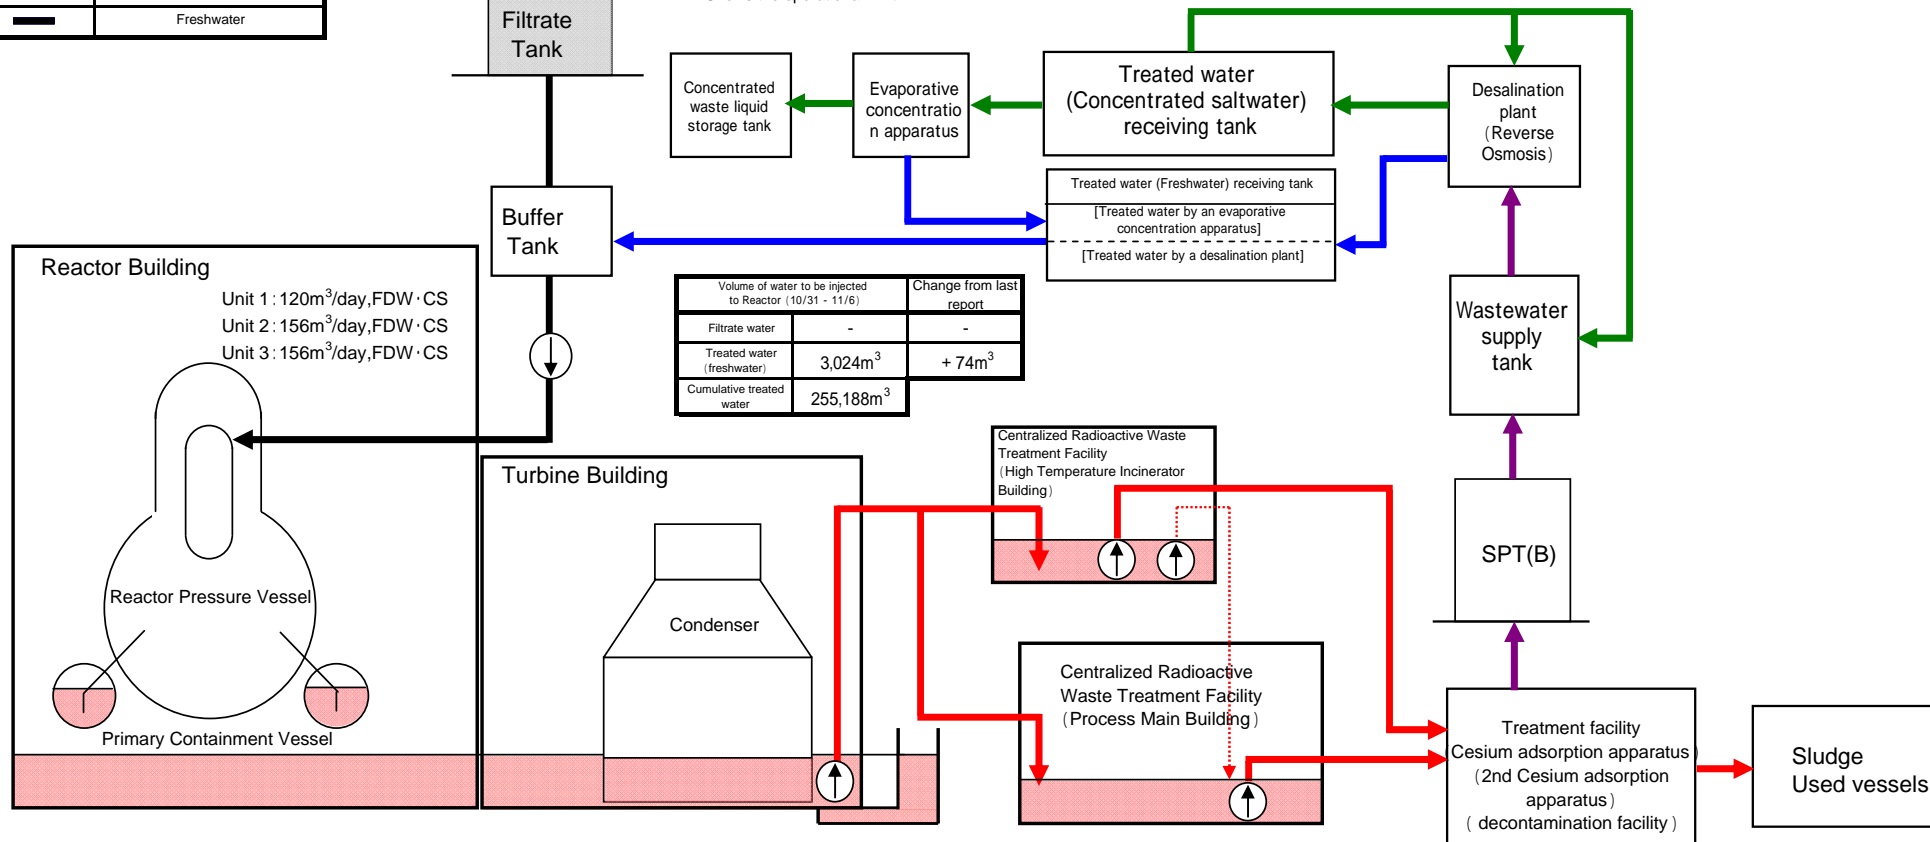 Freshwater
Filtrate
Tank
Concentrated
waste liquid
storage tank
Evaporative
concentratio
n apparatus
Treated water
(Concentrated saltwater)
receiving tank
Desalination
plant
(Reverse
Osmosis)
Treated water (Freshwater) receiving tank
[Treated water by an evaporative
concentration apparatus]
[Treated water by a desalination plant]
Buffer
Tank
Reactor Building
Unit 1 : 120m³/day,FDW・CS
Unit 2 : 156m³/day,FDW・CS
Unit 3 : 156m³/day,FDW・CS
Volume of water to be injected
to Reactor (10/31 - 11/6)
Change from last
report
Filtrate water - -
Treated water
(freshwater)
3,024m³ + 74m³
Cumulative treated
water
255,188m³
Wastewater
supply
tank
Centralized Radioactive Waste
Treatment Facility
(High Temperature Incinerator
Building)
Turbine Building
SPT(B)
Reactor Pressure Vessel
Condenser
Centralized Radioactive
Waste Treatment Facility
(Process Main Building)
Primary Containment Vessel
Treatment facility
(Cesium adsorption apparatus)
(2nd Cesium adsorption
apparatus)
( decontamination facility)
Sludge
Used vessels